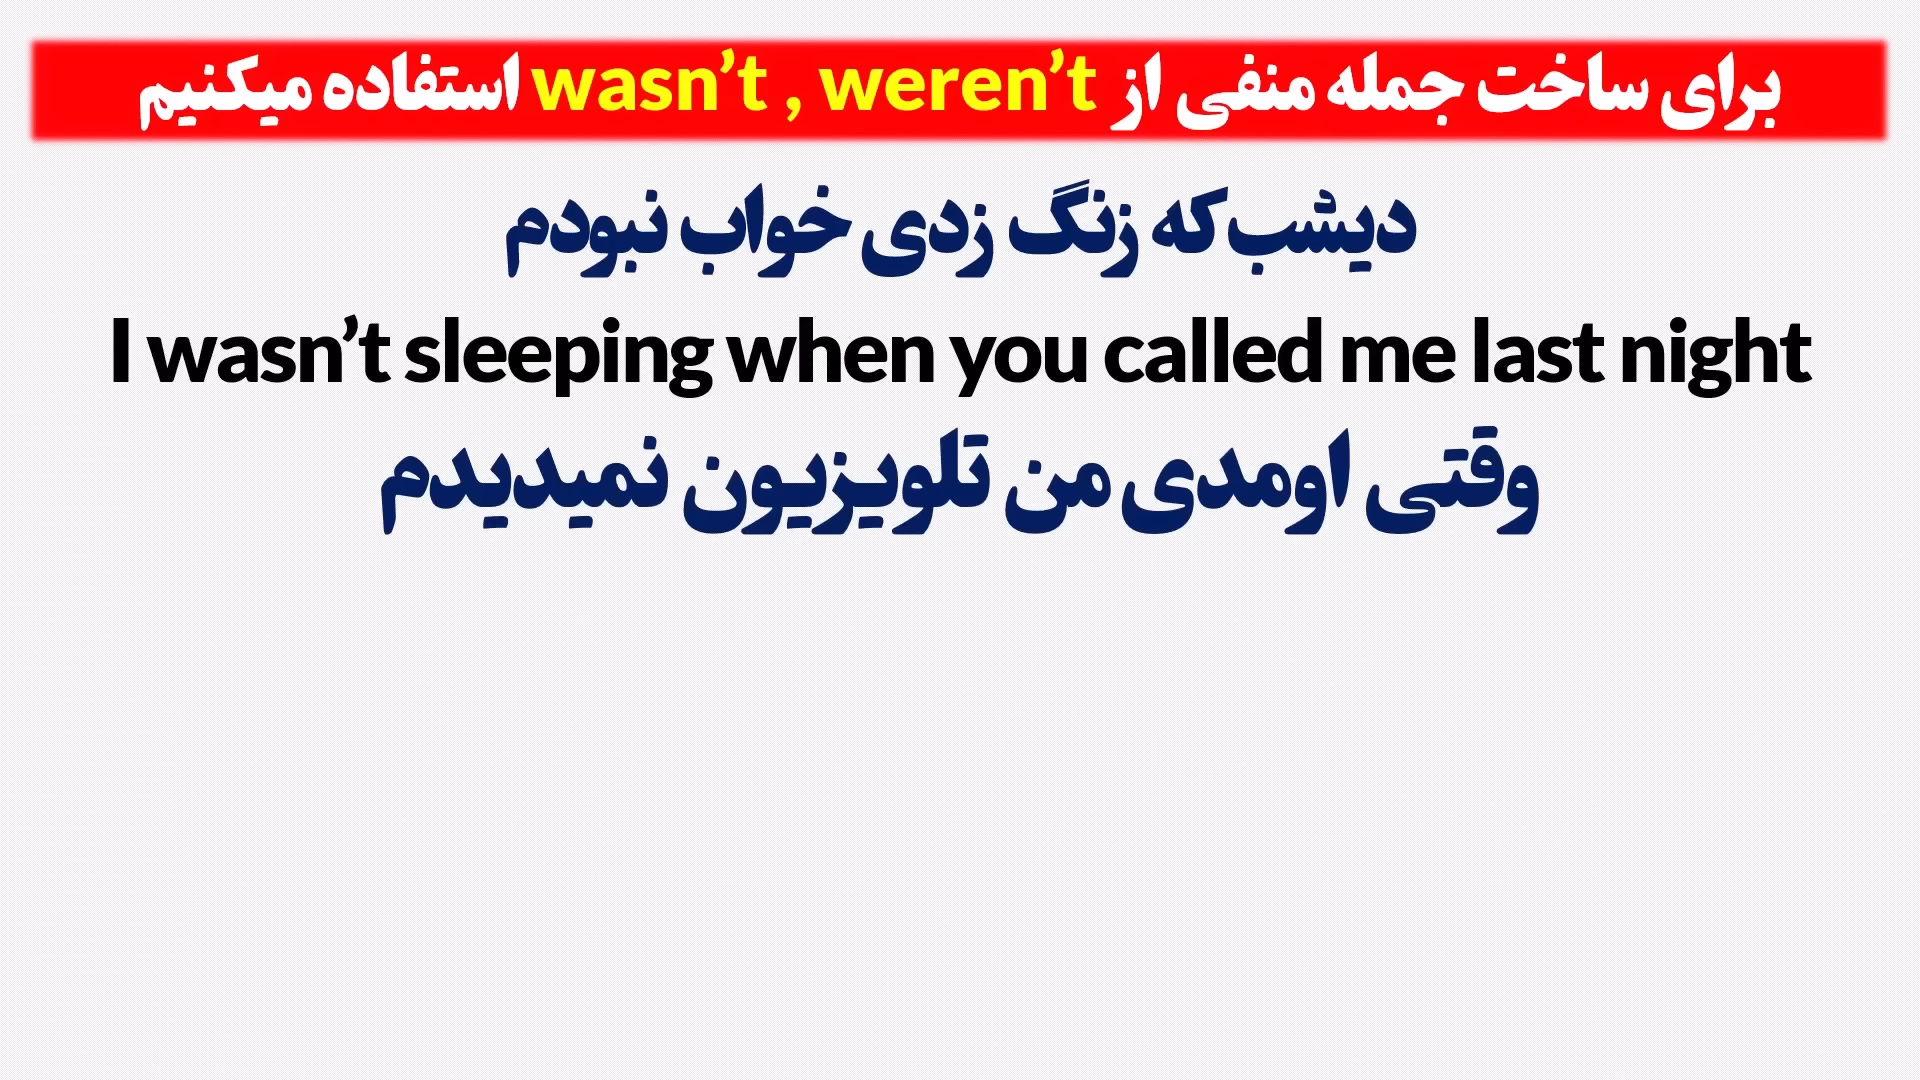 برای ساخت جمله منفی از wasn’t , weren’t استفاده میکنیم
دیشب که زنگ زدی خواب نبودم
I wasn’t sleeping when you called me last night
وقتی اومدی من تلویزیون نمیدیدم